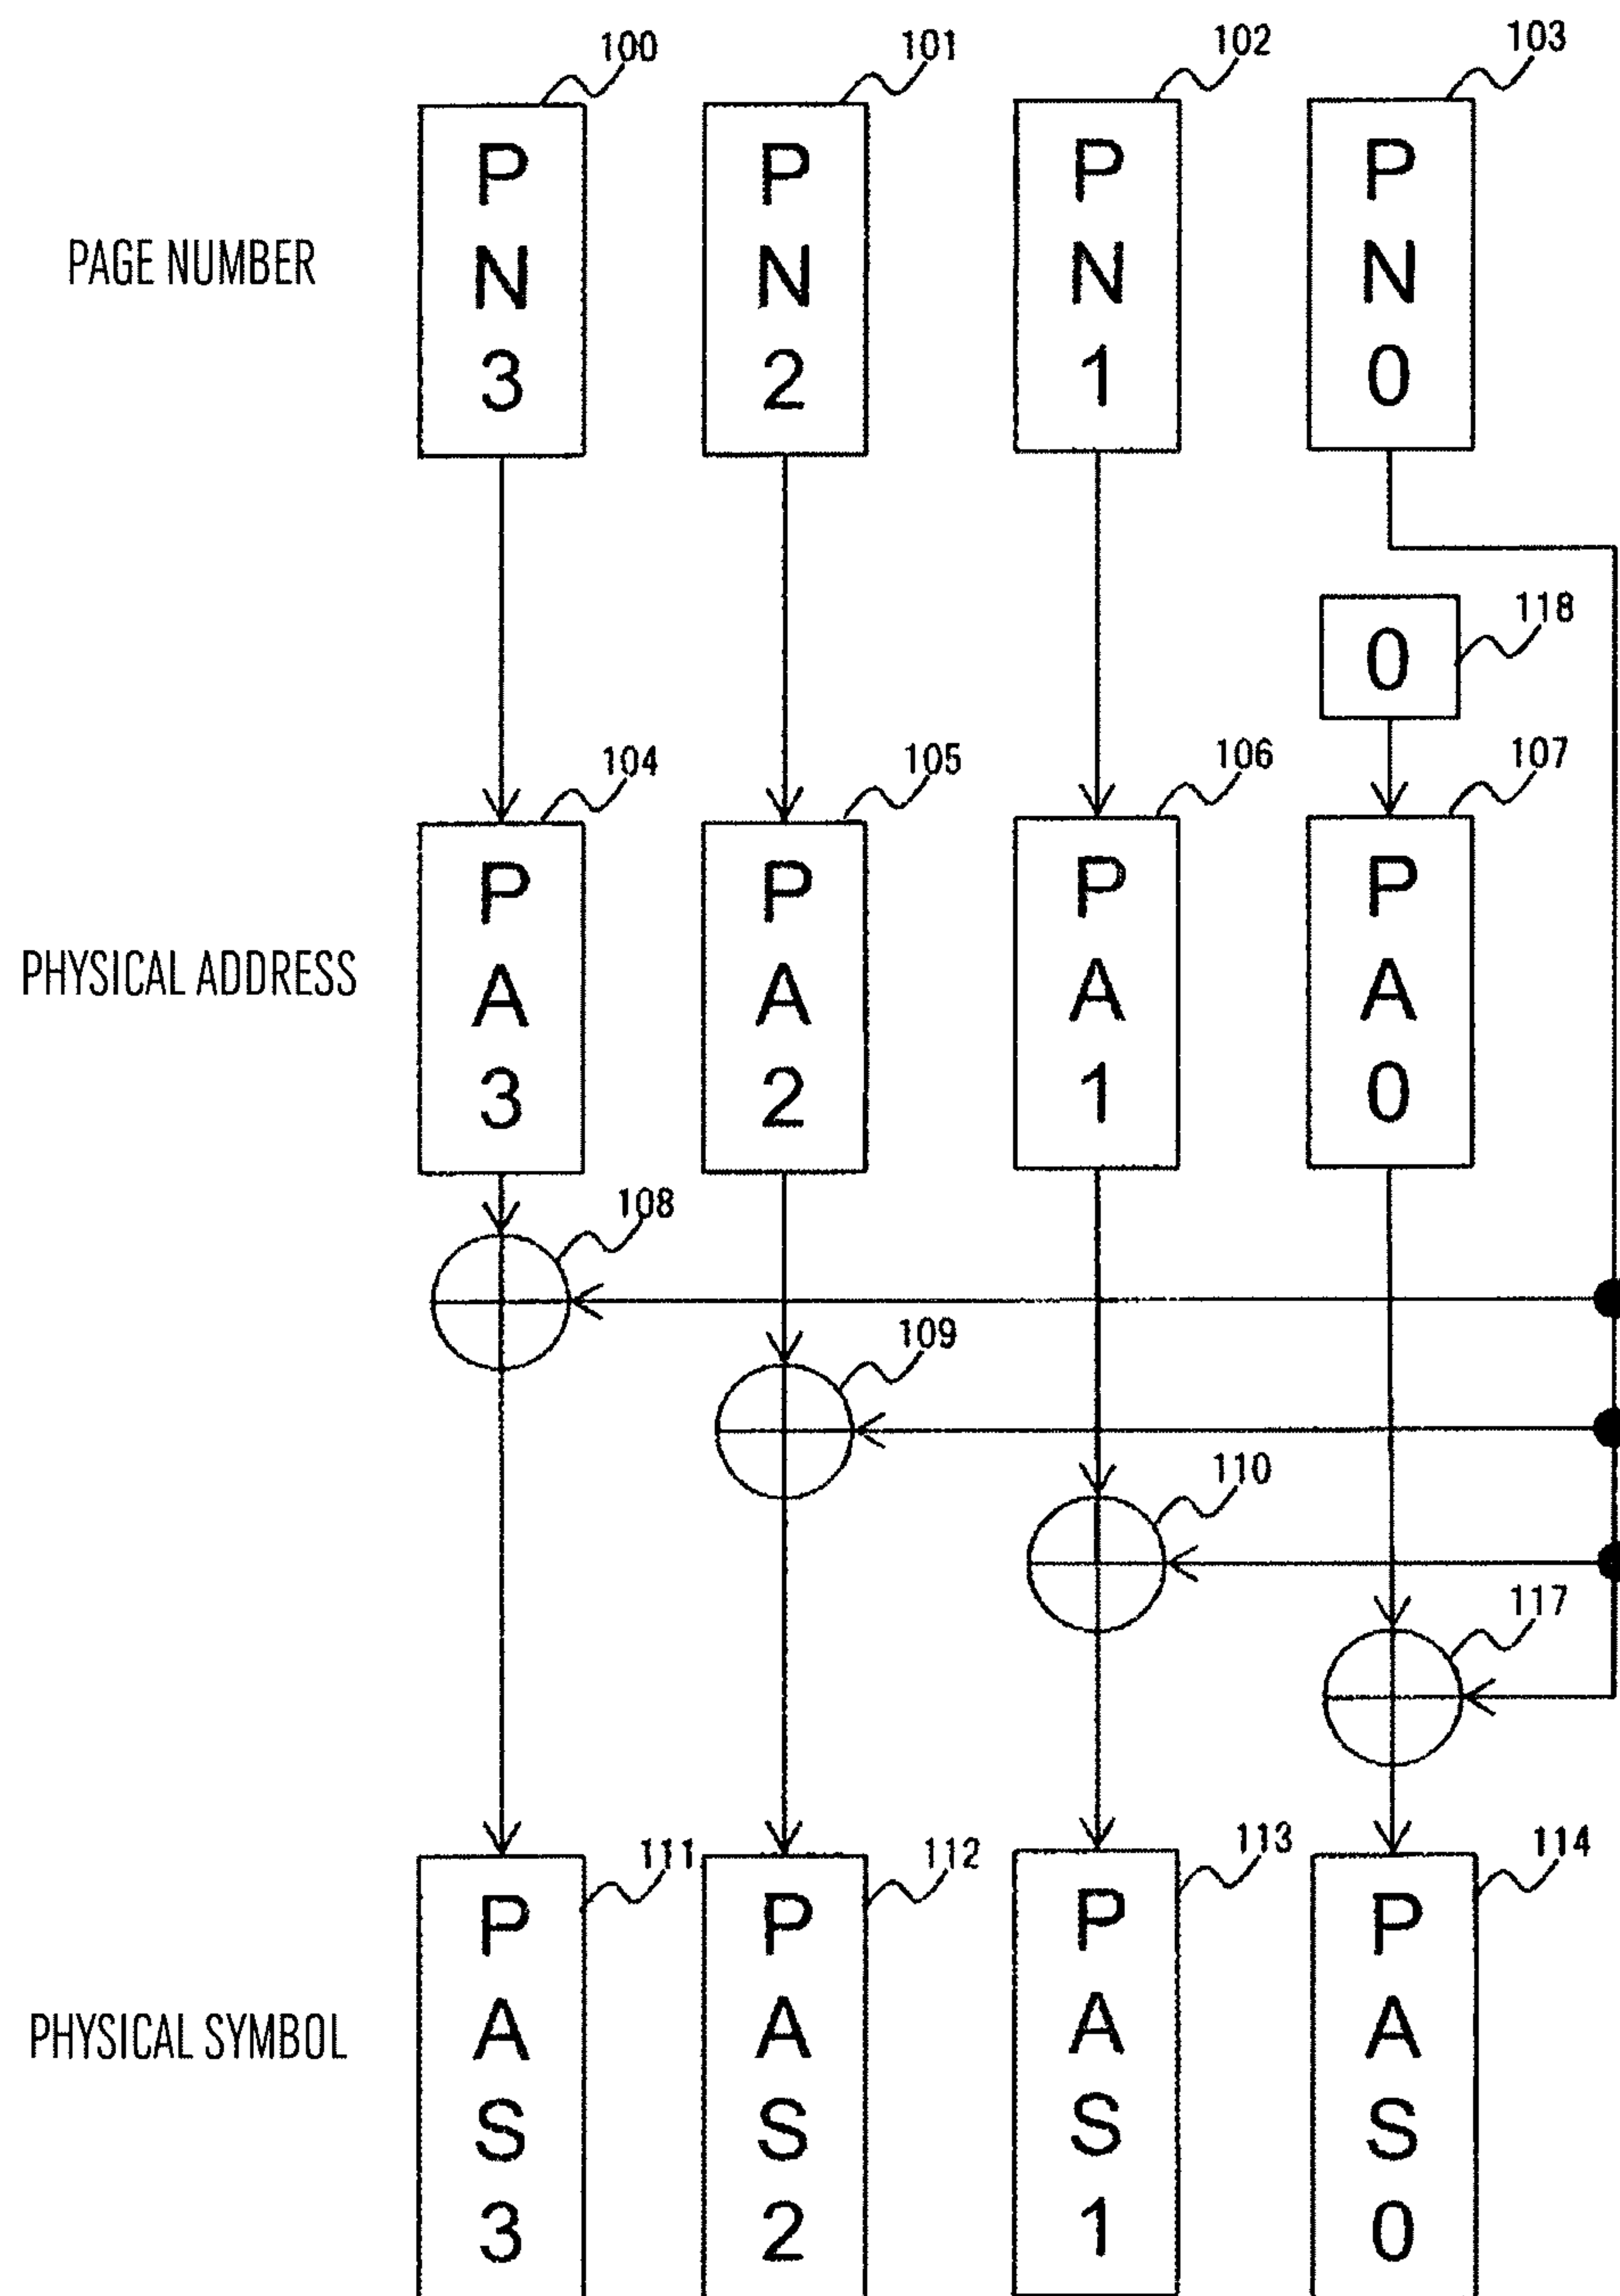 100 101 102 103
PAGE NUMBER
P
N
3
P
N
2
P
N
1
P
N
0
0
118
104 105 106 107
PHYSICAL ADDRESS
P
A
3
P
A
2
P
A
1
P
A
0
108
109
110
117
111 112 113 114
PHYSICAL SYMBOL
P
A
S
3
P
A
S
2
P
A
S
1
P
A
S
0